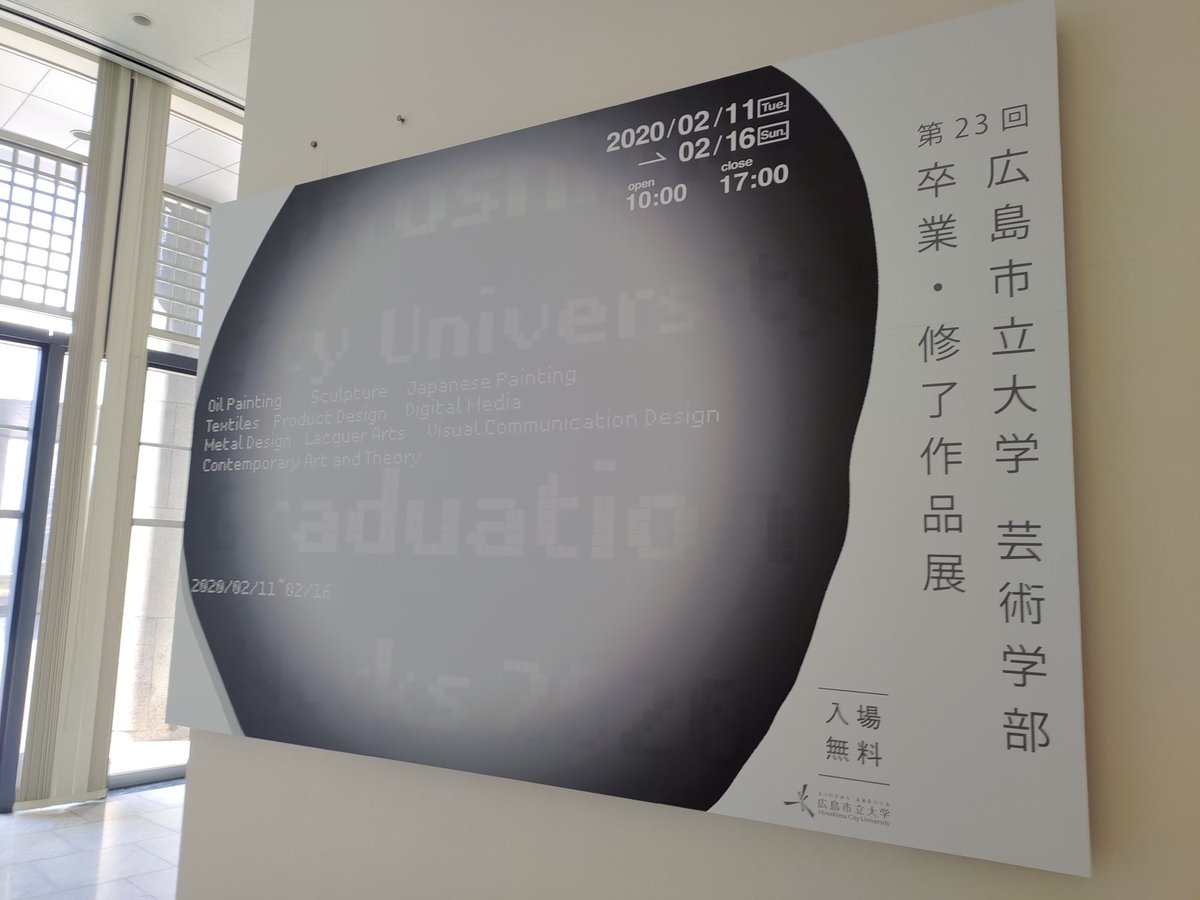 第23回
広島市立大学 芸術学部
卒業・修了作品展
2020/02/11 Tue.
→ 02/16 Sun.
open 10:00
close 17:00
y Univers
Oil Painting Sculpture Japanese Painting
Textiles Product Design Digital Media
Metal Design Lacquer Arts Visual Communication Design
Contemporary Art and Theory
raduatio
2020/02/11~02/16
入場
無料
広島市立大学
Hiroshima City University